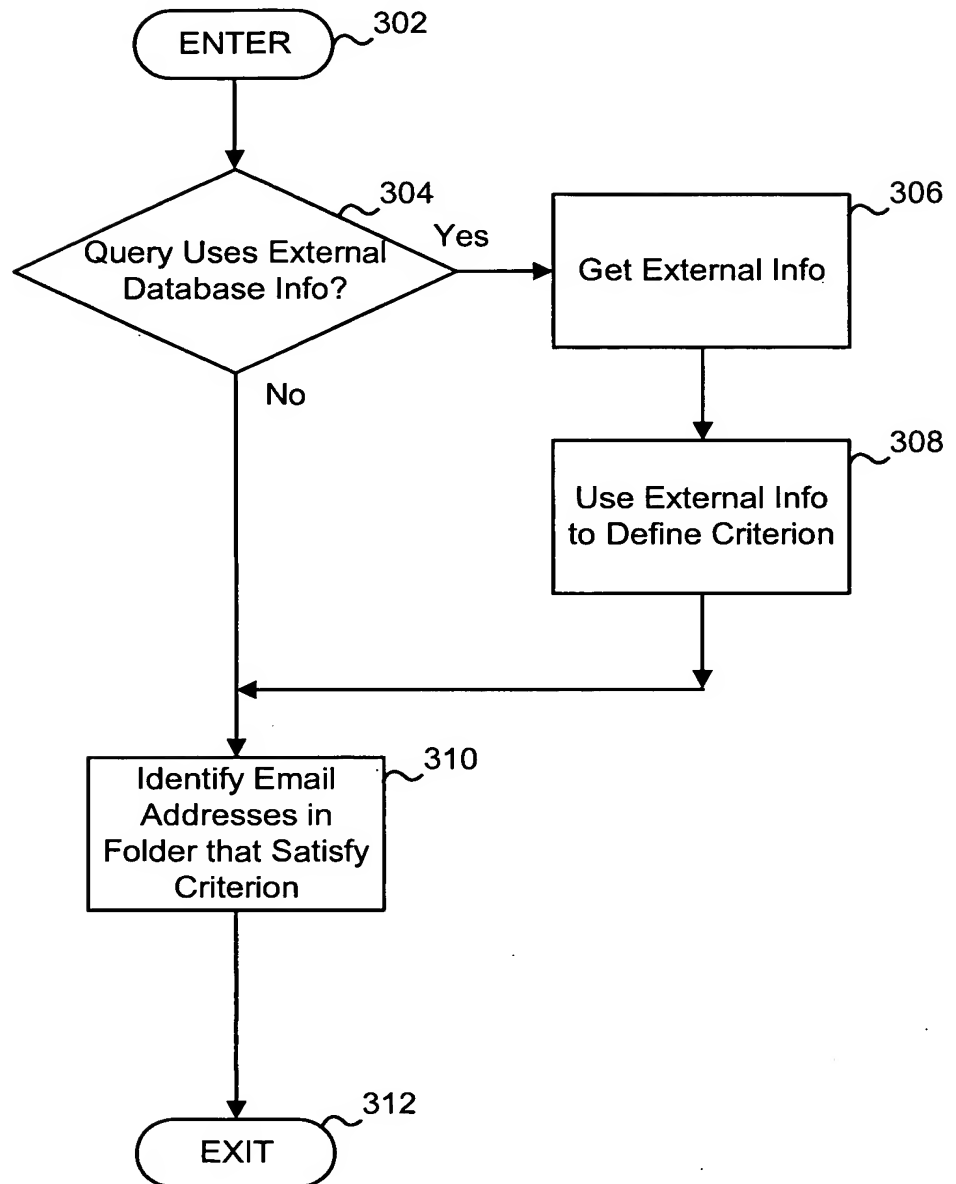 ENTER
302
304
Query Uses External
Database Info?
Yes
No
306
Get External Info
308
Use External Info
to Define Criterion
310
Identify Email
Addresses in
Folder that Satisfy
Criterion
312
EXIT